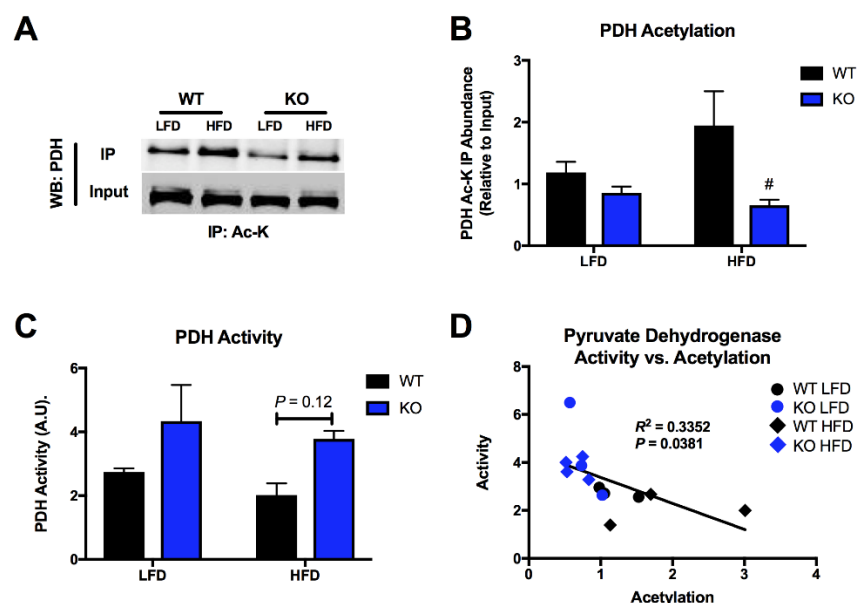 A
WT KO
LFD HFD LFD HFD
WB: PDH
IP
Input
IP: Ac-K
B
PDH Acetylation
PDH Ac-K IP Abundance
(Relative to Input)
3
2
1
0
#
LFD HFD
WT
KO
C
PDH Activity
PDH Activity (A.U).
6
4
2
0
P = 0.12
LFD HFD
WT
KO
D
Pyruvate Dehydrogenase
Activity vs. Acetylation
Activity
8
6
4
2
0
R² = 0.3352
P = 0.0381
WT LFD
KO LFD
WT HFD
KO HFD
0 1 2 3 4
Acetylation